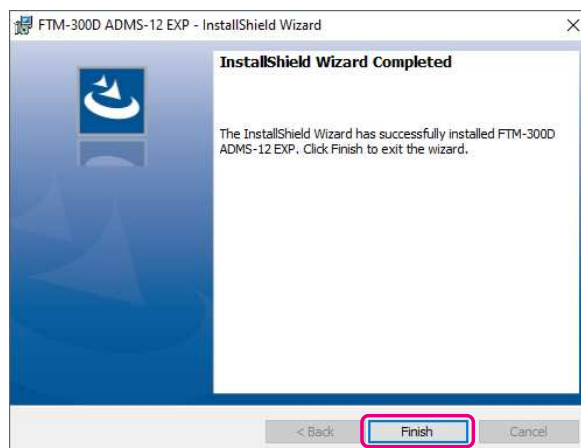 FTM-300D ADMS-12 EXP - InstallShield Wizard
InstallShield Wizard Completed
The InstallShield Wizard has successfully installed FTM-300D
ADMS-12 EXP. Click Finish to exit the wizard.
< Back Finish Cancel